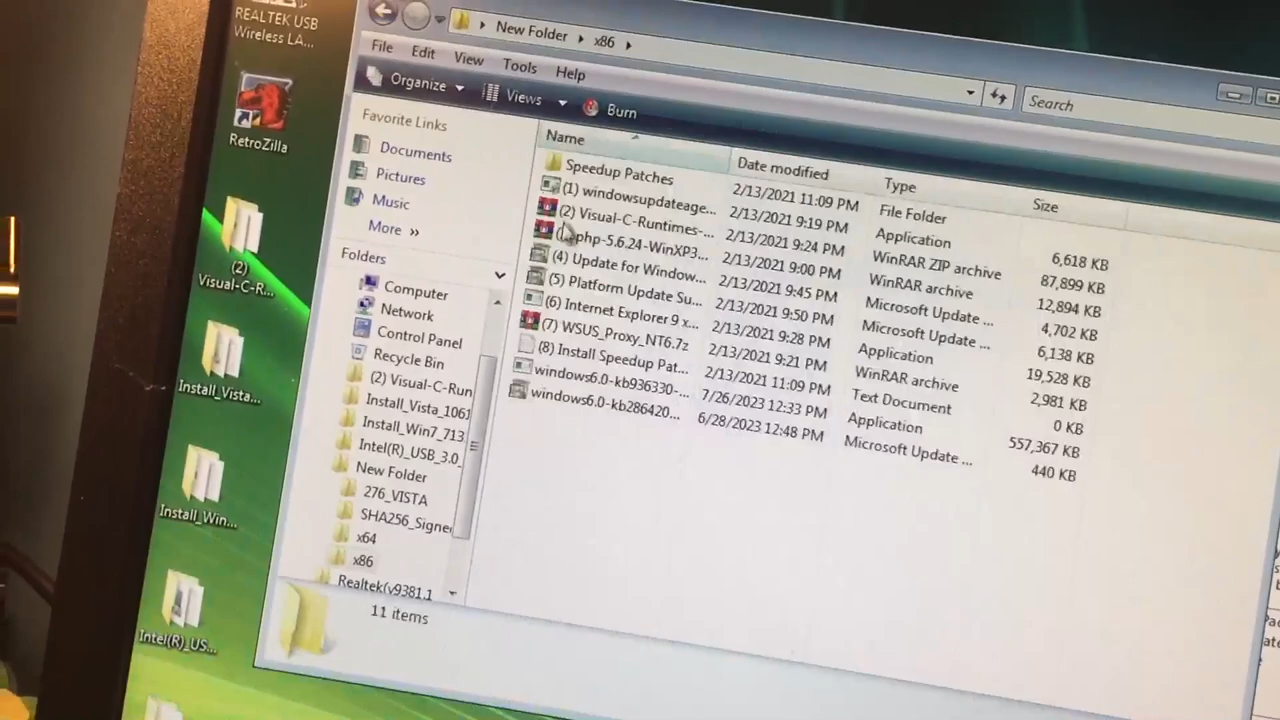 REALTEK USB
Wireless LA...
RetroZilla
(2)
Visual-C-R...
Install_Vista...
Install_Win...
Intel(R)_US...
New Folder
x86
File Edit View Tools Help
Search
Organize Views Burn
Favorite Links
Documents
Pictures
Music
More »
Folders
Computer
Network
Control Panel
Recycle Bin
(2) Visual-C-Run
Install_Vista_1061
Install_Win7_713
Intel(R)_USB_3.0_
New Folder
276_VISTA
SHA256_Signe
x64
x86
Realtek(v9381.1
Name Date modified Type Size
Speedup Patches 2/13/2021 11:09 PM File Folder
(1) windowsupdateage... 2/13/2021 9:19 PM Application 6,618 KB
(2) Visual-C-Runtimes-... 2/13/2021 9:24 PM WinRAR ZIP archive 87,899 KB
php-5.6.24-WinXP3... 2/13/2021 9:00 PM WinRAR archive 12,894 KB
(4) Update for Window... 2/13/2021 9:45 PM Microsoft Update ... 4,702 KB
(5) Platform Update Su... 2/13/2021 9:50 PM Microsoft Update ... 6,138 KB
(6) Internet Explorer 9 x... 2/13/2021 9:28 PM Application 19,528 KB
(7) WSUS_Proxy_NT6.7z 2/13/2021 9:21 PM WinRAR archive 2,981 KB
(8) Install Speedup Pat... 2/13/2021 11:09 PM Text Document 0 KB
windows6.0-kb936330-... 7/26/2023 12:33 PM Application 557,367 KB
windows6.0-kb286420... 6/28/2023 12:48 PM Microsoft Update ... 440 KB
11 items